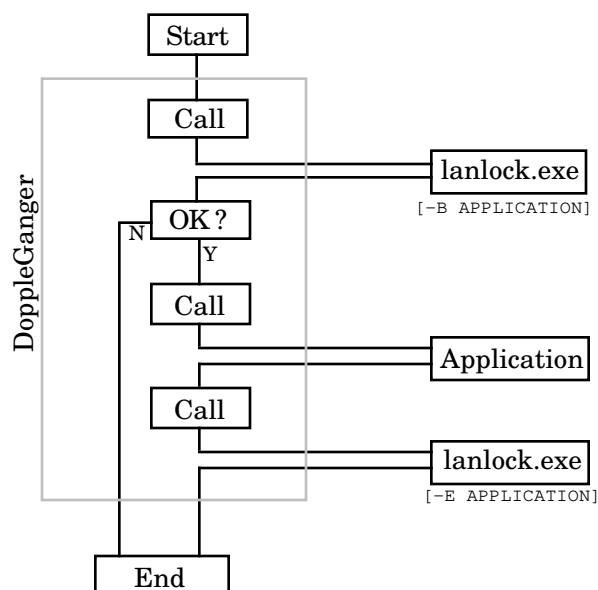 Start
Call
lanlock.exe
[-B APPLICATION]
OK?
N
Y
DoppleGanger
Call
Application
Call
lanlock.exe
[-E APPLICATION]
End